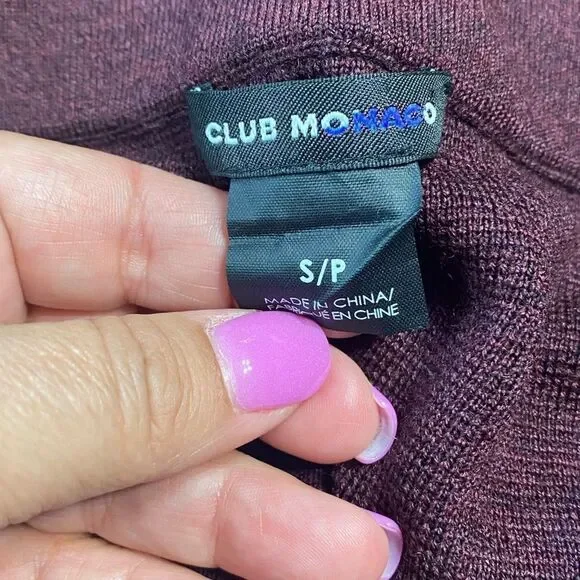 CLUB MONACO
S/P
MADE IN CHINA/
FABRIQUÉ EN CHINE